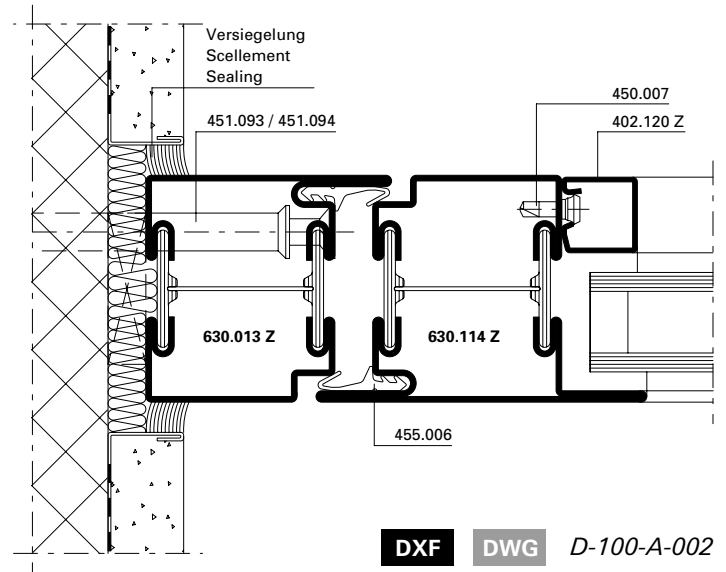 Versiegelung
Scellement
Sealing
451.093 / 451.094
450.007
402.120 Z
630.013 Z
630.114 Z
455.006
DXF DWG D-100-A-002